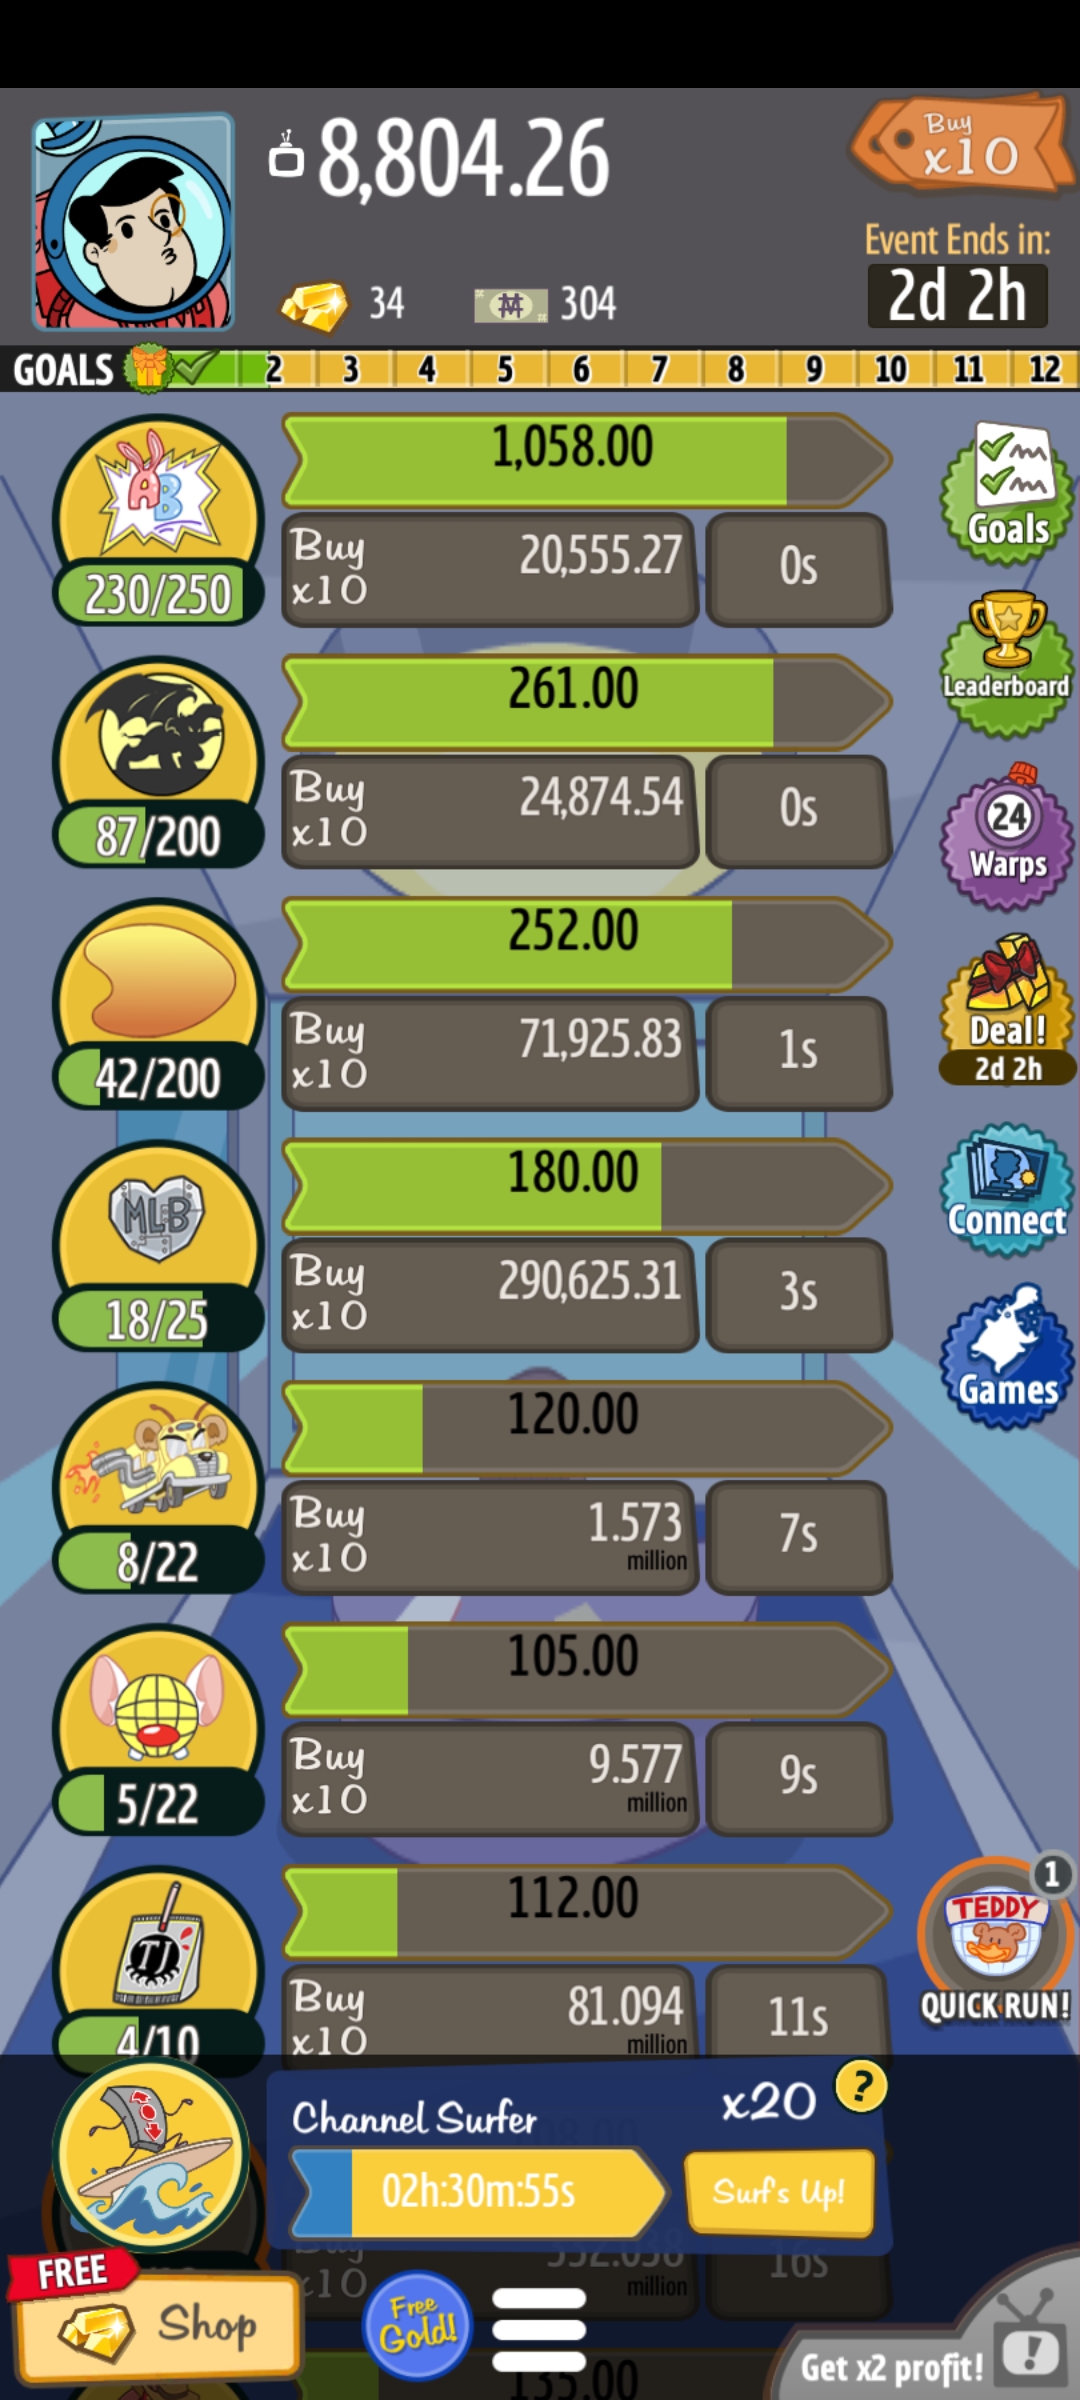 8,804.26
Buy
x10
34
304
Event Ends in:
2d 2h
GOALS 2 3 4 5 6 7 8 9 10 11 12
AB
230/250
1,058.00
Buy
x10
20,555.27
0s
Goals
87/200
261.00
Buy
x10
24,874.54
0s
Leaderboard
24
Warps
42/200
252.00
Buy
x10
71,925.83
1s
Deal!
2d 2h
MLB
18/25
180.00
Buy
x10
290,625.31
3s
Connect
Games
8/22
120.00
Buy
x10
1.573
million
7s
5/22
105.00
Buy
x10
9.577
million
9s
TJ
4/10
112.00
Buy
x10
81.094
million
11s
1
TEDDY
QUICK RUN!
Channel Surfer
x20
?
02h:30m:55s
Surf's Up!
Buy
x10
552.038
million
16s
FREE
Shop
Free
Gold!
135.00
Get x2 profit!